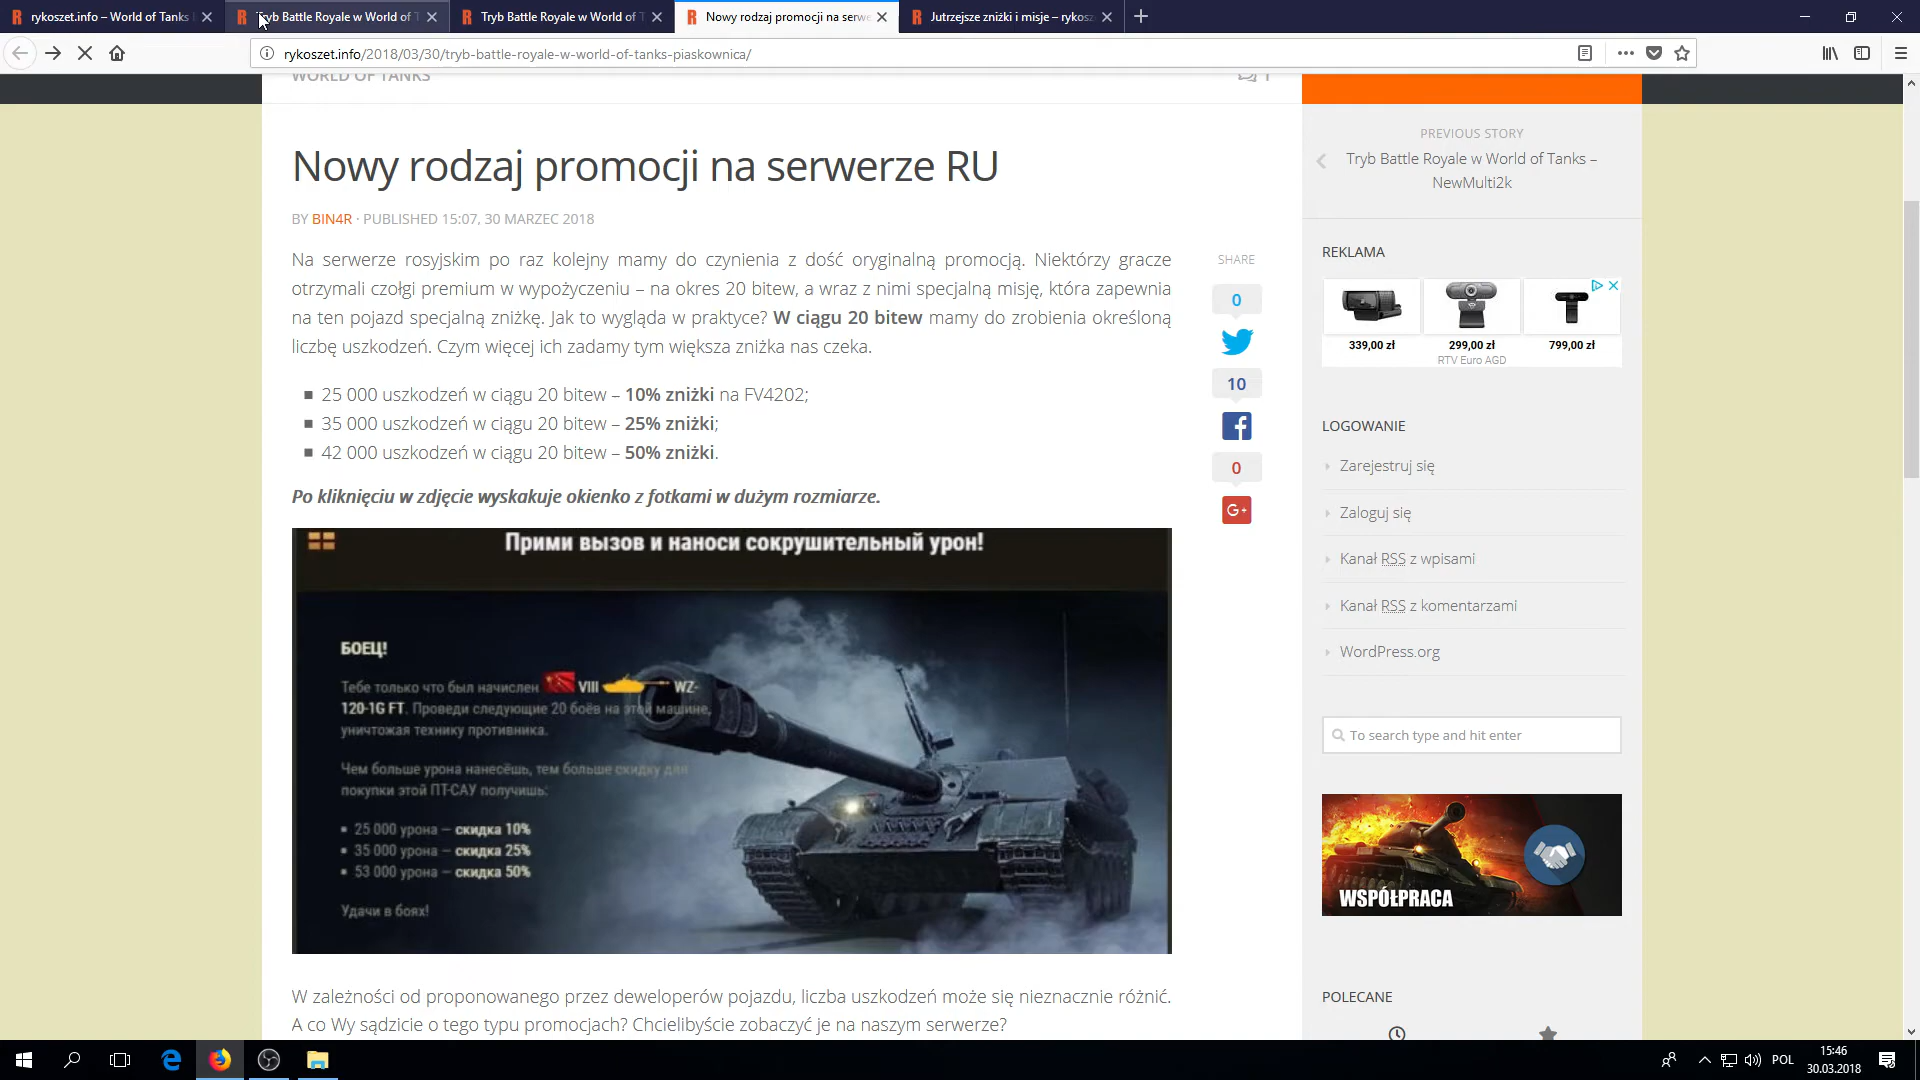 rykoszet.info – World of Tanks
Tryb Battle Royale w World of T
Tryb Battle Royale w World of T
Nowy rodzaj promocji na serwe
Jutrzejsze zniżki i misje – rykosz
rykoszet.info/2018/03/30/tryb-battle-royale-w-world-of-tanks-piaskownica/
WORLD OF TANKS
1
Nowy rodzaj promocji na serwerze RU
BY BIN4R · PUBLISHED 15:07, 30 MARZEC 2018
Na serwerze rosyjskim po raz kolejny mamy do czynienia z dość oryginalną promocją. Niektórzy gracze
otrzymali czołgi premium w wypożyczeniu – na okres 20 bitew, a wraz z nimi specjalną misję, która zapewnia
na ten pojazd specjalną zniżkę. Jak to wygląda w praktyce? W ciągu 20 bitew mamy do zrobienia określoną
liczbę uszkodzeń. Czym więcej ich zadamy tym większa zniżka nas czeka.
25 000 uszkodzeń w ciągu 20 bitew – 10% zniżki na FV4202;
35 000 uszkodzeń w ciągu 20 bitew – 25% zniżki;
42 000 uszkodzeń w ciągu 20 bitew – 50% zniżki.
Po kliknięciu w zdjęcie wyskakuje okienko z fotkami w dużym rozmiarze.
Прими вызов и наноси сокрушительный урон!
БОЕЦ!
Тебе только что был начислен VIII WZ-
120-1G FT. Проведи следующие 20 боёв на этой машине,
уничтожая технику противника.
Чем больше урона нанесёшь, тем больше скидку для
покупки этой ПТ-САУ получишь:
25 000 урона — скидка 10%
35 000 урона — скидка 25%
53 000 урона — скидка 50%
Удачи в боях!
W zależności od proponowanego przez deweloperów pojazdu, liczba uszkodzeń może się nieznacznie różnić.
A co Wy sądzicie o tego typu promocjach? Chcielibyście zobaczyć je na naszym serwerze?
SHARE
0
10
0
G+
PREVIOUS STORY
Tryb Battle Royale w World of Tanks –
NewMulti2k
REKLAMA
339,00 zł 299,00 zł 799,00 zł
RTV Euro AGD
LOGOWANIE
Zarejestruj się
Zaloguj się
Kanał RSS z wpisami
Kanał RSS z komentarzami
WordPress.org
To search type and hit enter
WSPÓŁPRACA
POLECANE
POL
15:46
30.03.2018